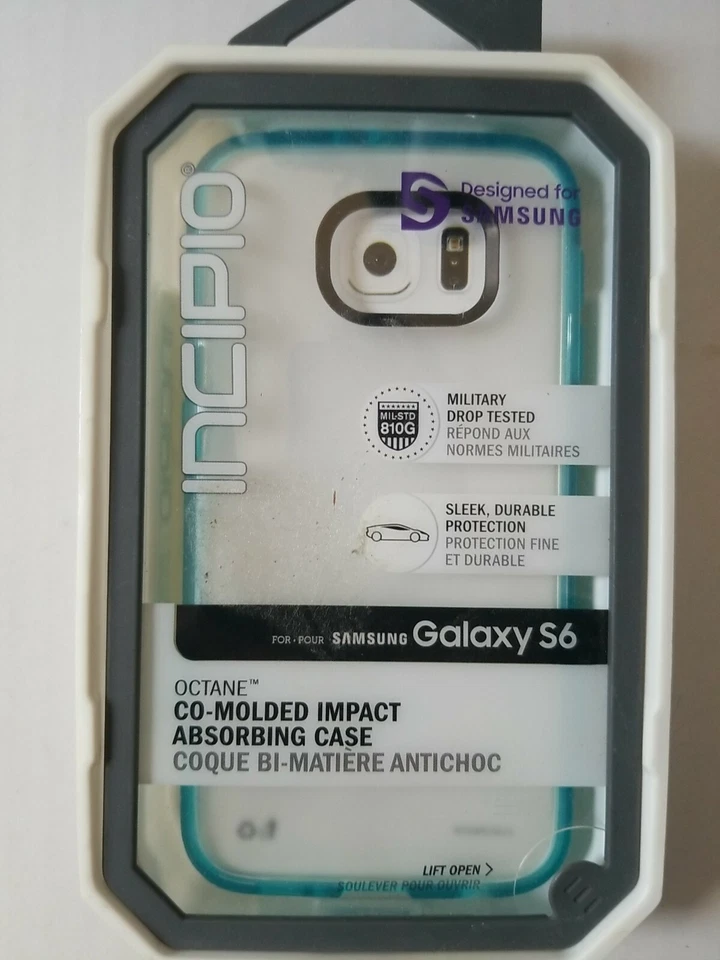 INCIPIO®
Designed for
SAMSUNG
MIL-STD
810G
MILITARY
DROP TESTED
RÉPOND AUX
NORMES MILITAIRES
SLEEK, DURABLE
PROTECTION
PROTECTION FINE
ET DURABLE
FOR • POUR SAMSUNG Galaxy S6
OCTANE™
CO-MOLDED IMPACT
ABSORBING CASE
COQUE BI-MATIÈRE ANTICHOC
LIFT OPEN >
SOULEVER POUR OUVRIR